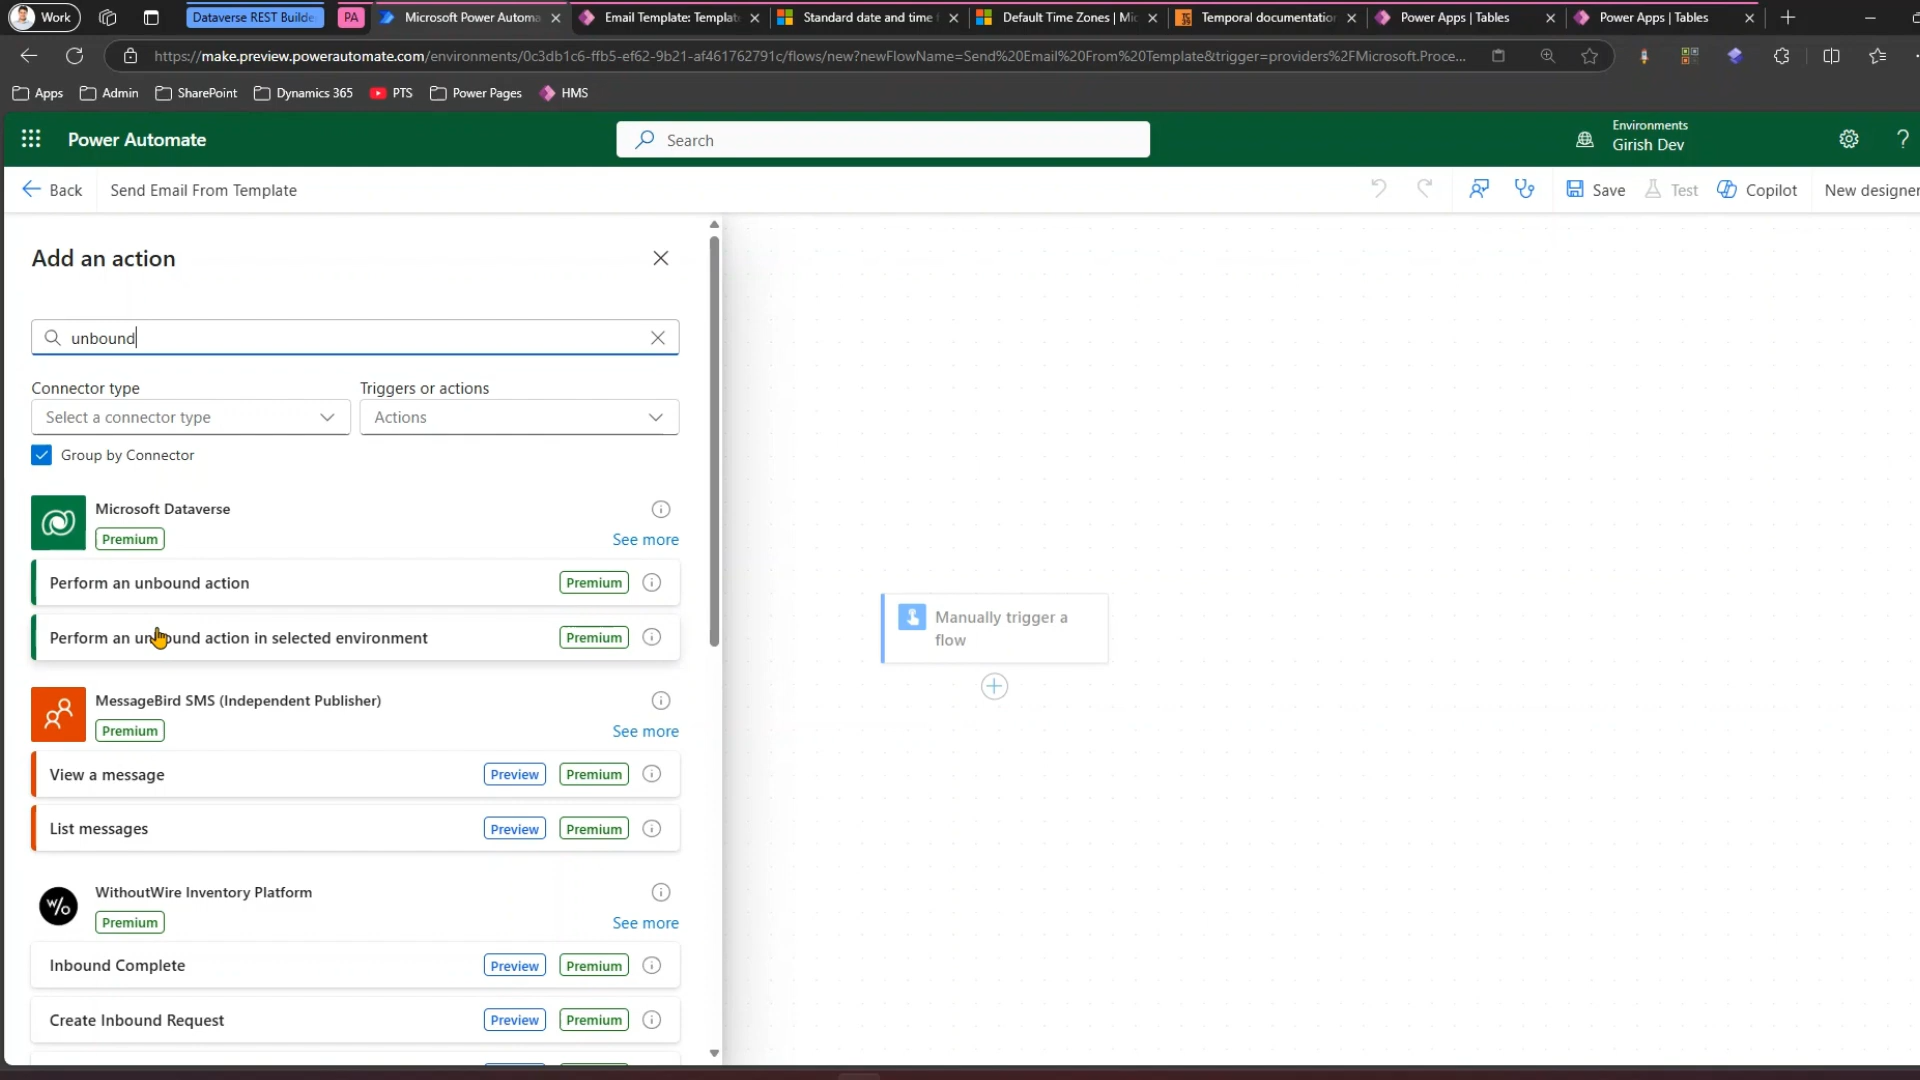 Work
Dataverse REST Builde
PA
Microsoft Power Automa
Email Template: Templat
Standard date and time
Default Time Zones | Mic
Temporal documentation
Power Apps | Tables
Power Apps | Tables
https://make.preview.powerautomate.com/environments/0c3db1c6-ffb5-ef62-9b21-af461762791c/flows/new?newFlowName=Send%20Email%20From%20Template&trigger=providers%2FMicrosoft.Proce...
Apps
Admin
SharePoint
Dynamics 365
PTS
Power Pages
HMS
Power Automate
Search
Environments
Girish Dev
?
Back
Send Email From Template
Save
Test
Copilot
New designer
Add an action
unbound
Connector type
Triggers or actions
Select a connector type
Actions
Group by Connector
Microsoft Dataverse
Premium
See more
Perform an unbound action
Premium
Perform an unbound action in selected environment
Premium
MessageBird SMS (Independent Publisher)
Premium
See more
View a message
Preview
Premium
List messages
Preview
Premium
W/o
WithoutWire Inventory Platform
Premium
See more
Inbound Complete
Preview
Premium
Create Inbound Request
Preview
Premium
Manually trigger a
flow